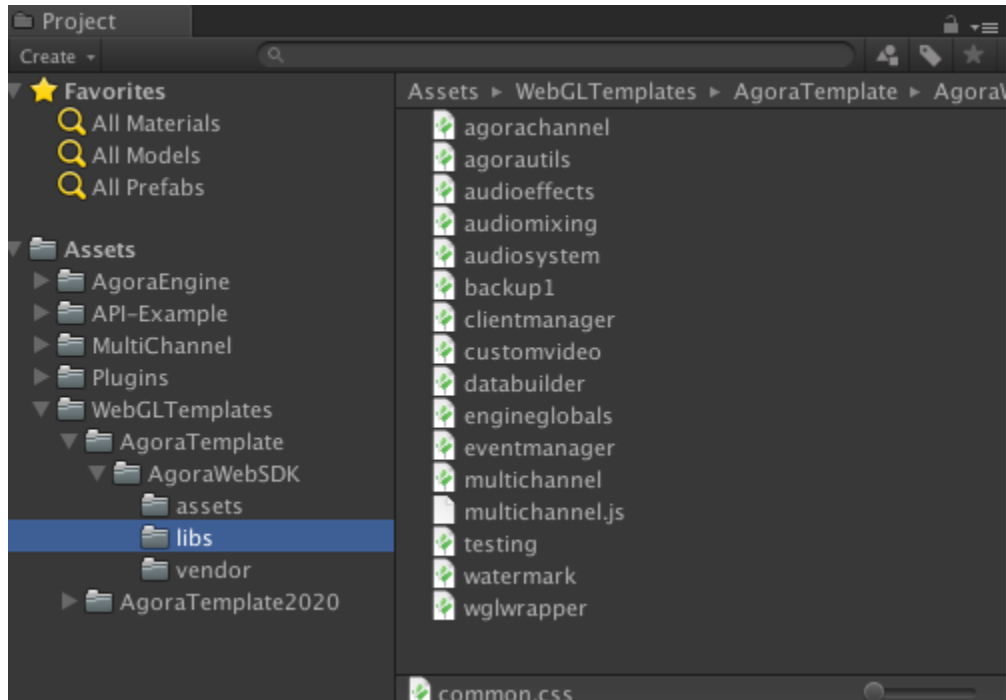 Project
Create
Favorites
All Materials
All Models
All Prefabs
Assets
AgoraEngine
API-Example
MultiChannel
Plugins
WebGLTemplates
AgoraTemplate
AgoraWebSDK
assets
libs
vendor
AgoraTemplate2020
Assets ▸ WebGLTemplates ▸ AgoraTemplate ▸ AgoraW
agorachannel
agorautils
audioeffects
audiomixing
audiosystem
backup1
clientmanager
customvideo
databuilder
engineglobals
eventmanager
multichannel
multichannel.js
testing
watermark
wglwrapper
common.css